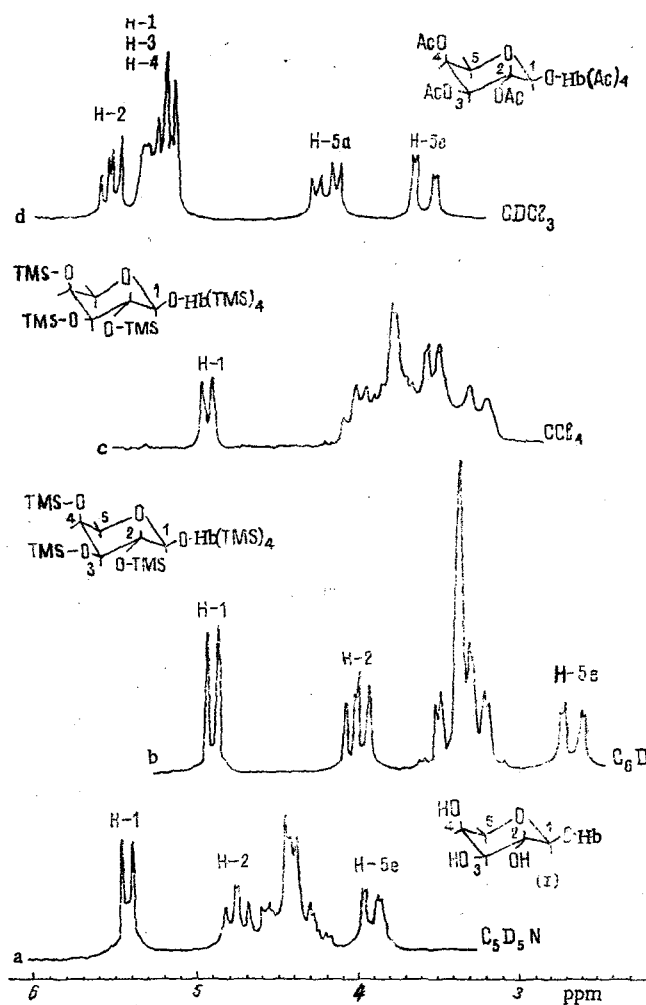 H-1
H-3
H-4
H-2
H-5a
H-5e
AcO
4
5
O
1
2
O-Hb(Ac)4
AcO
3
OAc
d
CDCl3
TMS-O
O
1
O-Hb(TMS)4
TMS-O
O-TMS
H-1
c
CCl4
TMS-O
4
5
O
1
2
O-Hb(TMS)4
TMS-O
3
O-TMS
H-1
H-2
H-5e
b
C6D
HO
4
5
O
1
2
OHb
HO
3
OH
(I)
H-1
H-2
H-5e
a
C5D5N
6
5
4
3
ppm